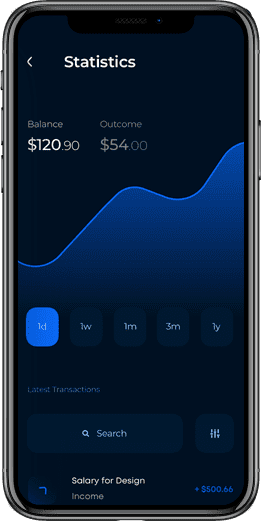 Statistics
Balance Outcome
$120.90 $54.00
1d 1w 1m 3m 1y
Latest Transactions
Search
Salary for Design
Income
+ $500.66